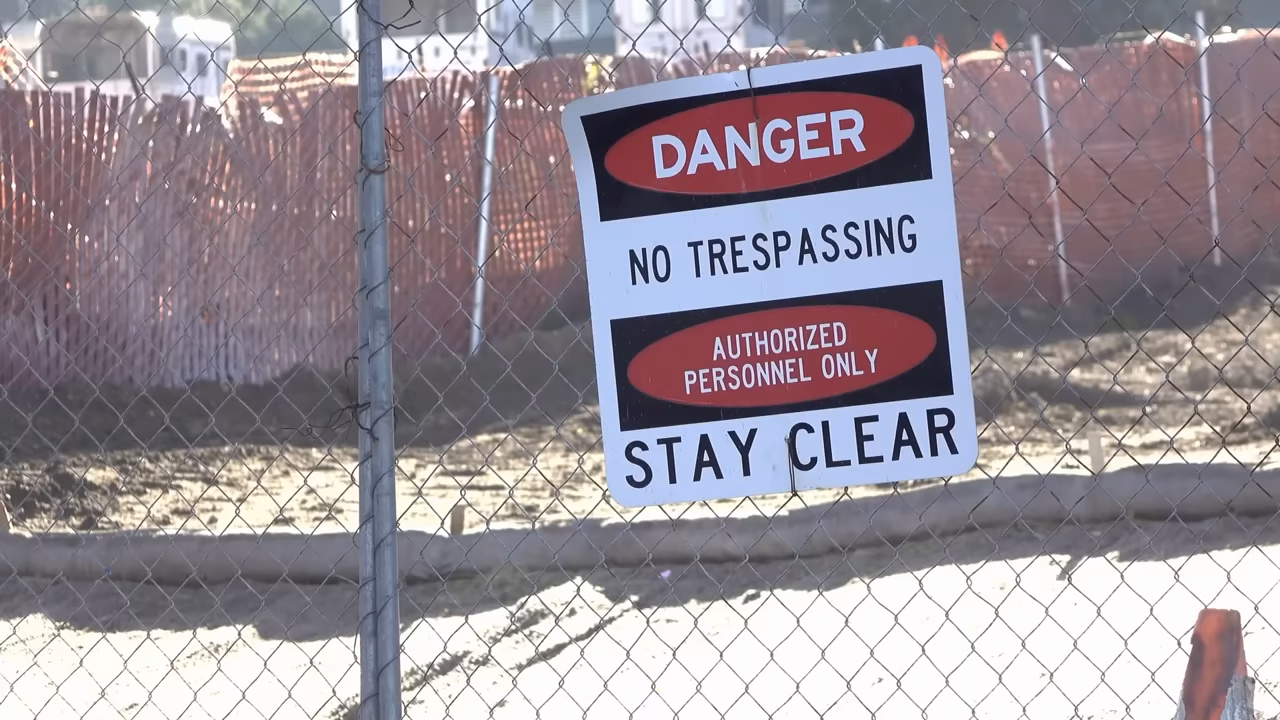 DANGER
NO TRESPASSING
AUTHORIZED
PERSONNEL ONLY
STAY CLEAR